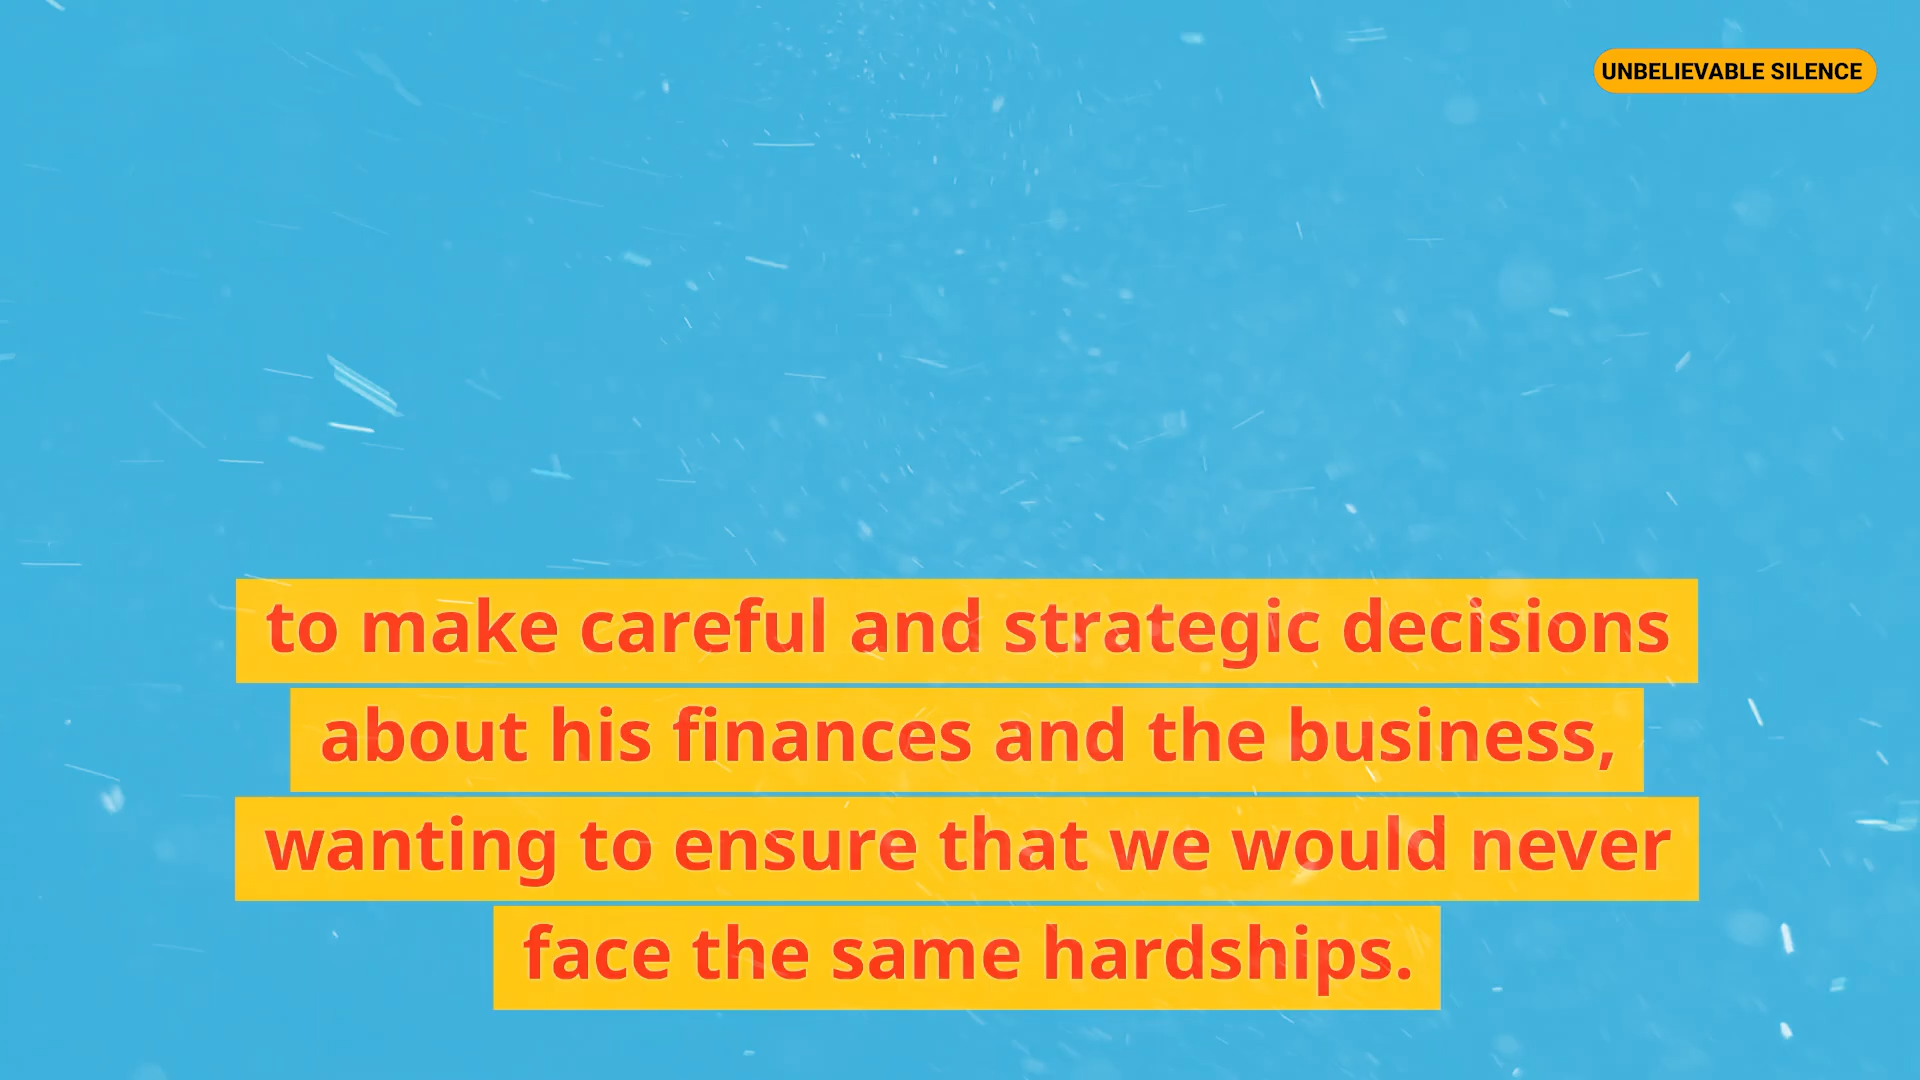 UNBELIEVABLE SILENCE
to make careful and strategic decisions
about his finances and the business,
wanting to ensure that we would never
face the same hardships.